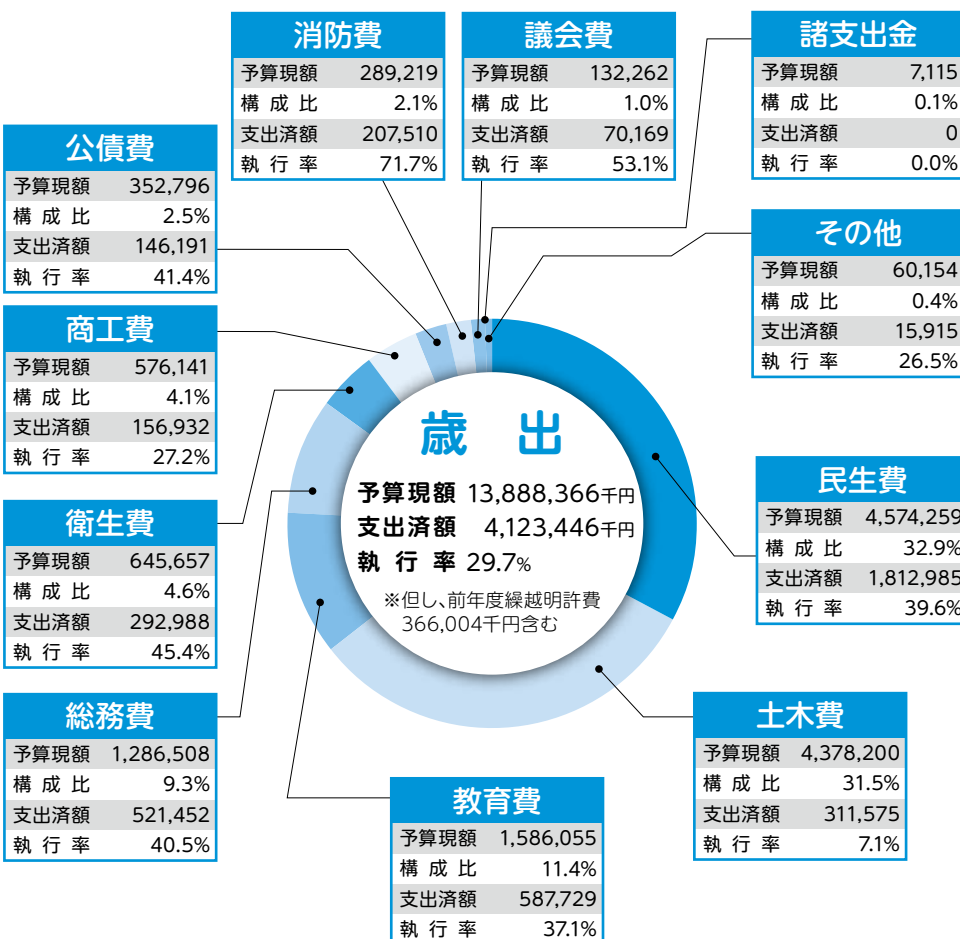 消防費
予算現額 289,219
構成比 2.1%
支出済額 207,510
執行率 71.7%
議会費
予算現額 132,262
構成比 1.0%
支出済額 70,169
執行率 53.1%
諸支出金
予算現額 7,115
構成比 0.1%
支出済額 0
執行率 0.0%
公債費
予算現額 352,796
構成比 2.5%
支出済額 146,191
執行率 41.4%
その他
予算現額 60,154
構成比 0.4%
支出済額 15,915
執行率 26.5%
商工費
予算現額 576,141
構成比 4.1%
支出済額 156,932
執行率 27.2%
歳出
予算現額 13,888,366千円
支出済額 4,123,446千円
執行率 29.7%
※但し、前年度繰越明許費
366,004千円含む
民生費
予算現額 4,574,259
構成比 32.9%
支出済額 1,812,985
執行率 39.6%
衛生費
予算現額 645,657
構成比 4.6%
支出済額 292,988
執行率 45.4%
総務費
予算現額 1,286,508
構成比 9.3%
支出済額 521,452
執行率 40.5%
土木費
予算現額 4,378,200
構成比 31.5%
支出済額 311,575
執行率 7.1%
教育費
予算現額 1,586,055
構成比 11.4%
支出済額 587,729
執行率 37.1%